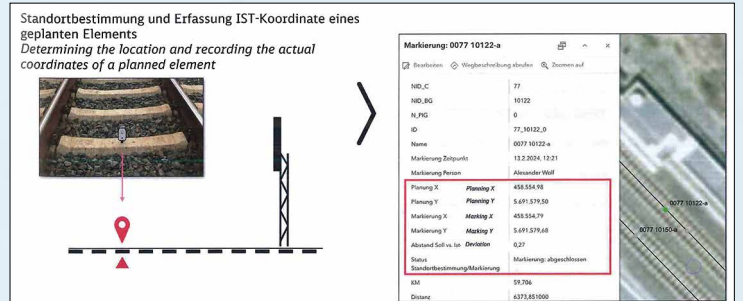 Standortbestimmung und Erfassung IST-Koordinate eines
geplanten Elements
Determining the location and recording the actual
coordinates of a planned element
Markierung: 0077 10122-a
Bearbeiten Wegbeschreibung abrufen Zoomen auf
NID_C 77
NID_BG 10122
N_PIG 0
ID 77_10122_0
Name 0077 10122-a
Markierung Zeitpunkt 13.2.2024, 12:21
Markierung Person Alexander Wolf
Planung X Planning X 458.554,98
Planung Y Planning Y 5.691.579,50
Markierung X Marking X 458.554,79
Markierung Y Marking Y 5.691.579,68
Abstand Soll vs. Ist Deviation 0,27
Status
Standortbestimmung/Markierung Markierung: abgeschlossen
KM 59,706
Distanz 6373,851000
0077 10122-a
0077 10150-a